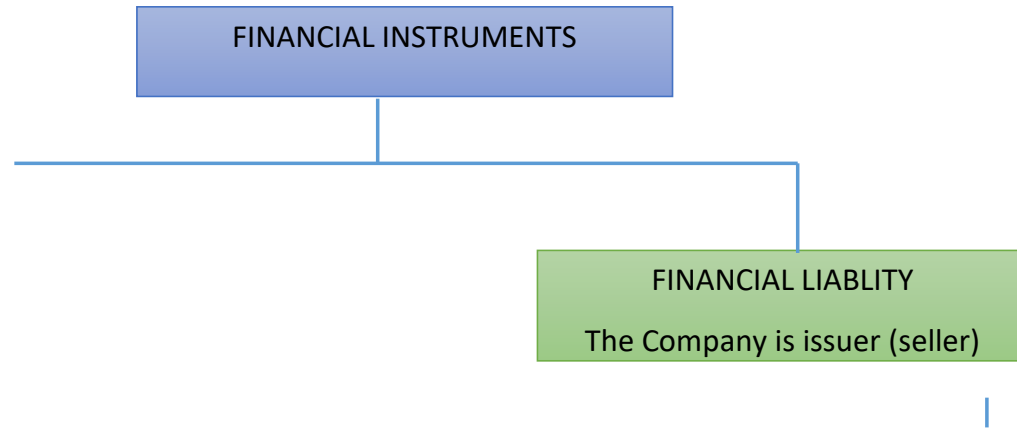 FINANCIAL INSTRUMENTS
FINANCIAL LIABLITY
The Company is issuer (seller)